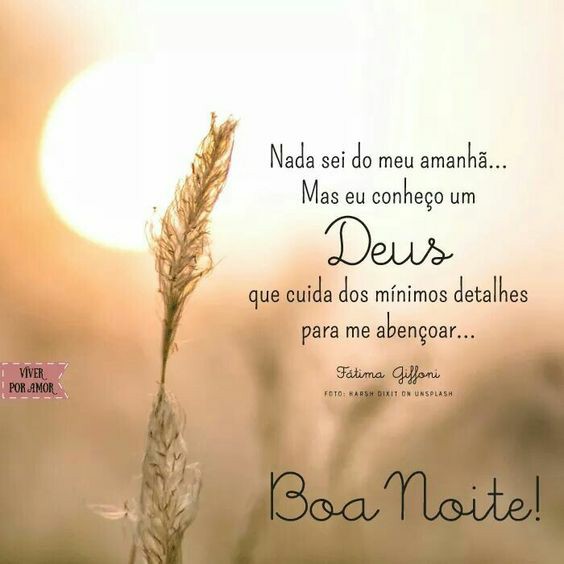 Nada sei do meu amanhã...
Mas eu conheço um
Deus
que cuida dos mínimos detalhes
para me abençoar...
Fátima Giffoni
FOTO: HARSH DIXIT ON UNSPLASH
VIVER
POR AMOR
Boa Noite!